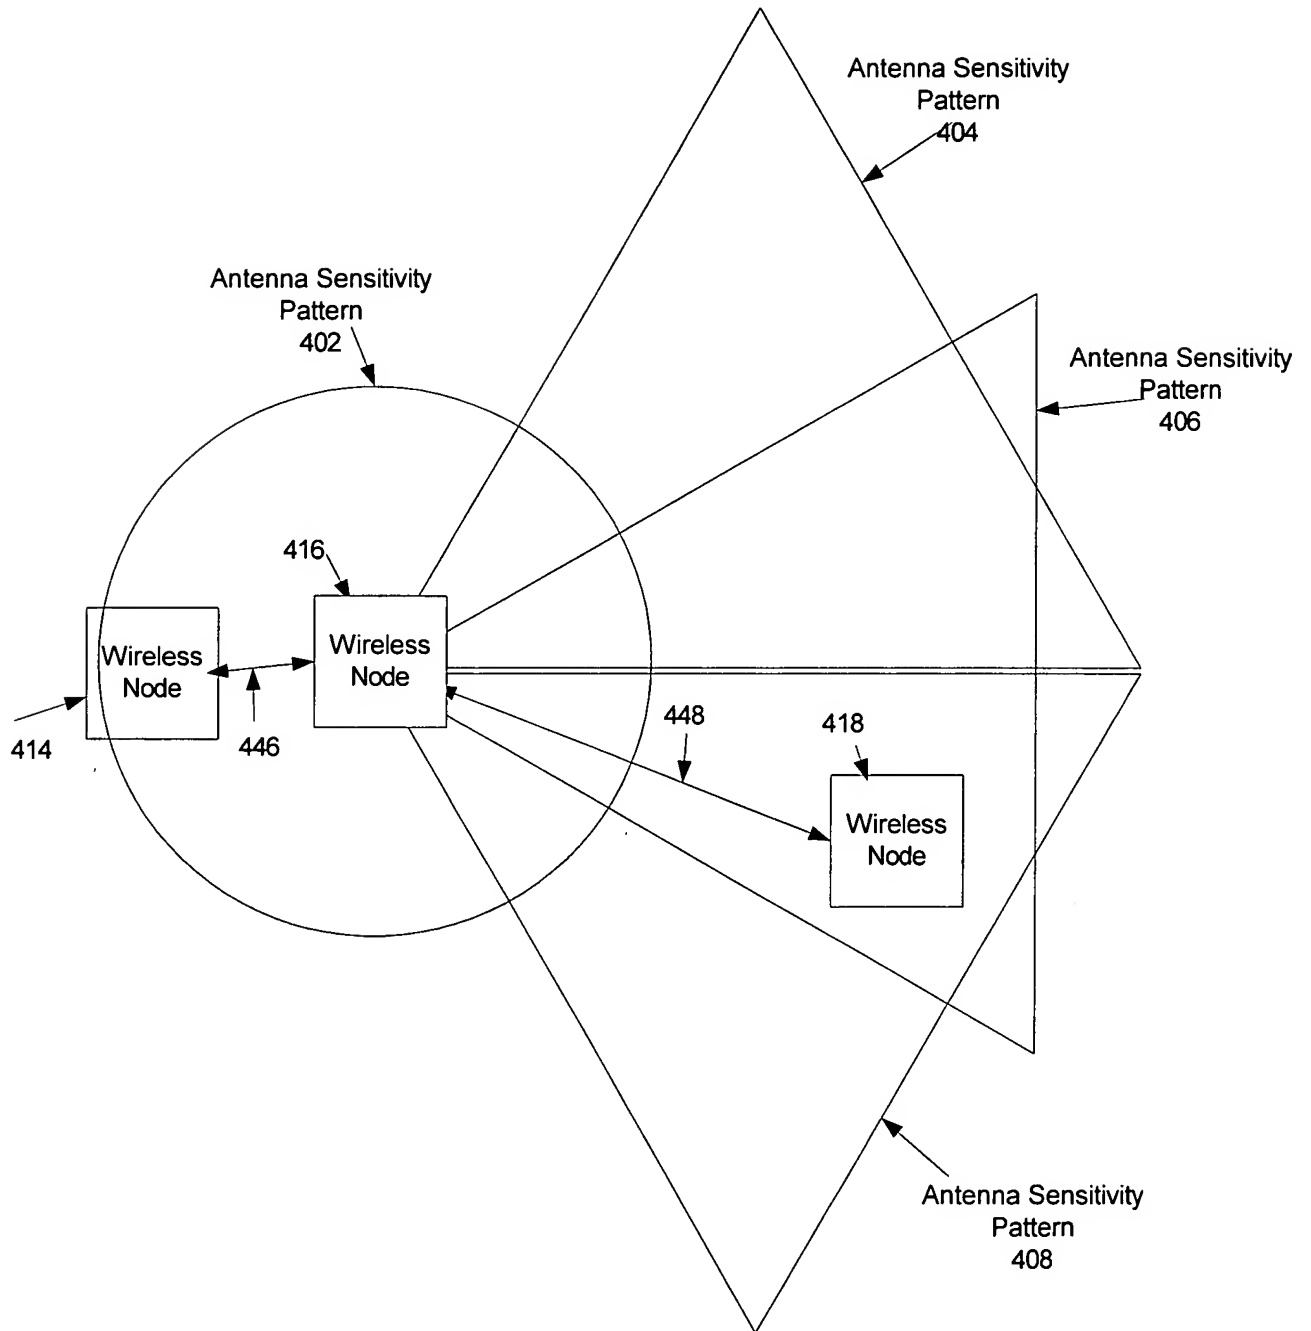 Antenna Sensitivity
Pattern
404
Antenna Sensitivity
Pattern
402
Antenna Sensitivity
Pattern
406
416
Wireless
Node
Wireless
Node
414
446
448
418
Wireless
Node
Antenna Sensitivity
Pattern
408